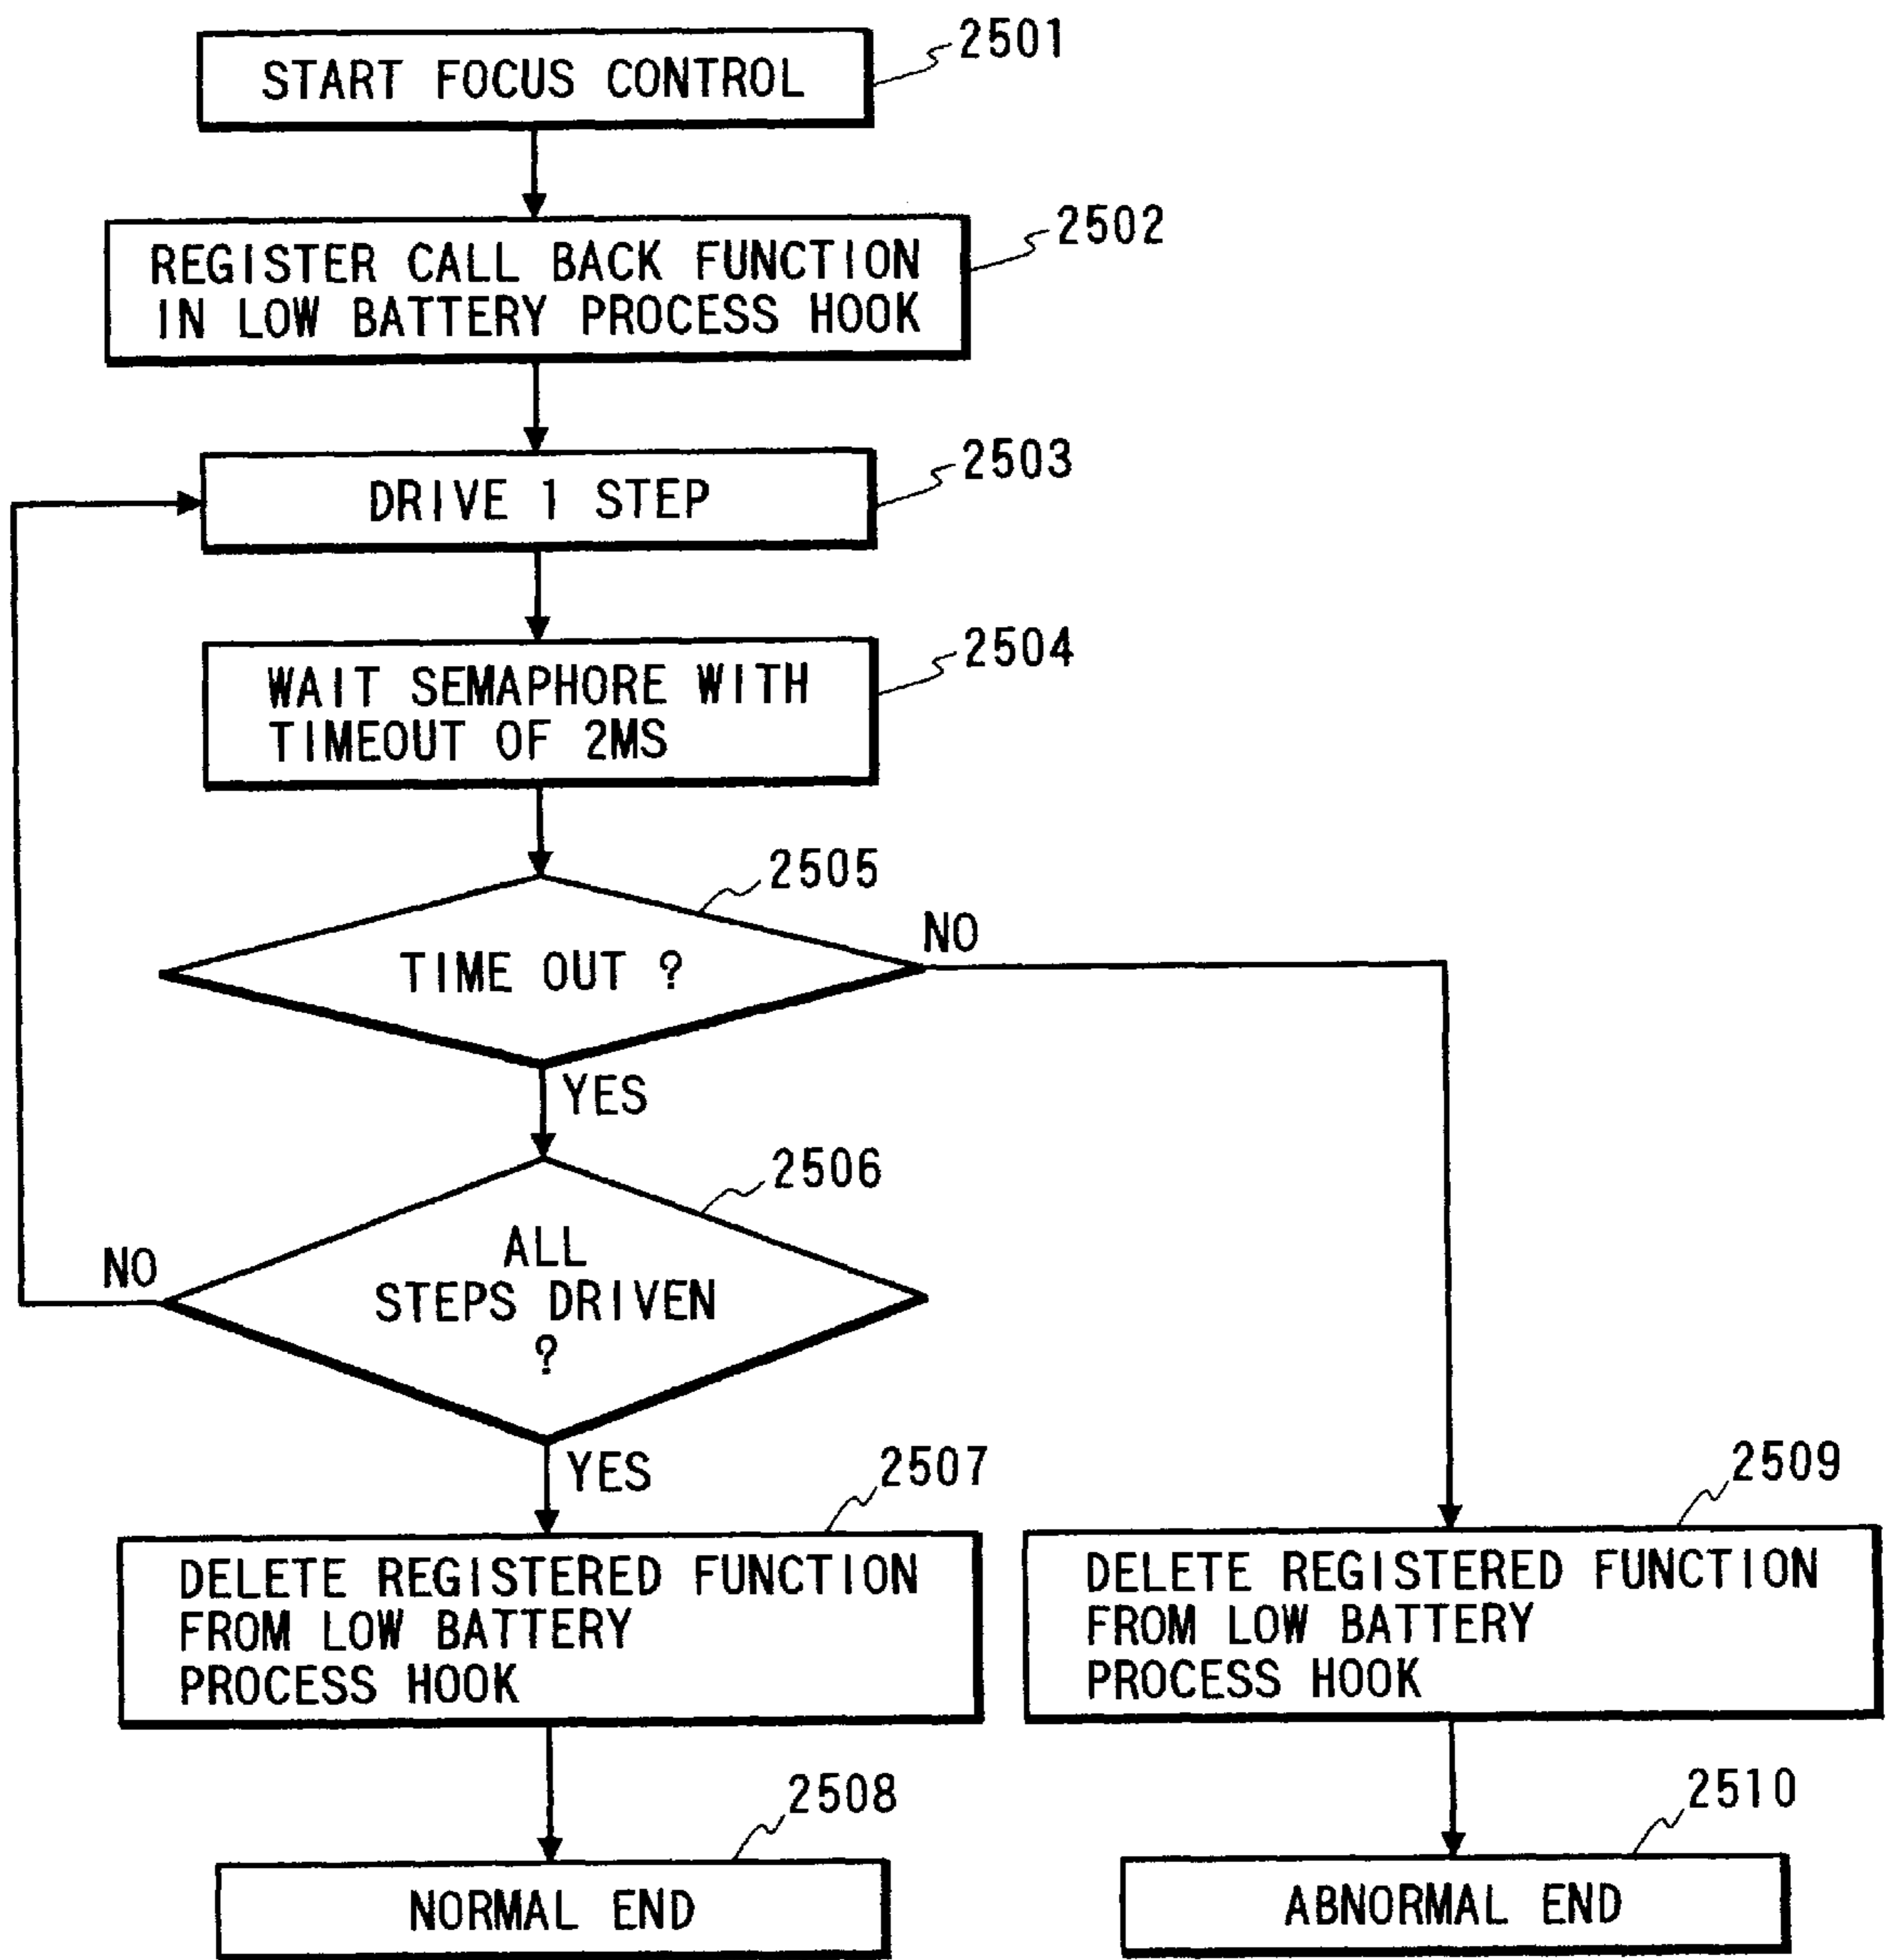 2501
START FOCUS CONTROL
2502
REGISTER CALL BACK FUNCTION
IN LOW BATTERY PROCESS HOOK
2503
DRIVE 1 STEP
2504
WAIT SEMAPHORE WITH
TIMEOUT OF 2MS
2505
TIME OUT ?
NO
YES
2506
ALL
STEPS DRIVEN
?
NO
YES
2507
DELETE REGISTERED FUNCTION
FROM LOW BATTERY
PROCESS HOOK
2509
DELETE REGISTERED FUNCTION
FROM LOW BATTERY
PROCESS HOOK
2508
NORMAL END
2510
ABNORMAL END